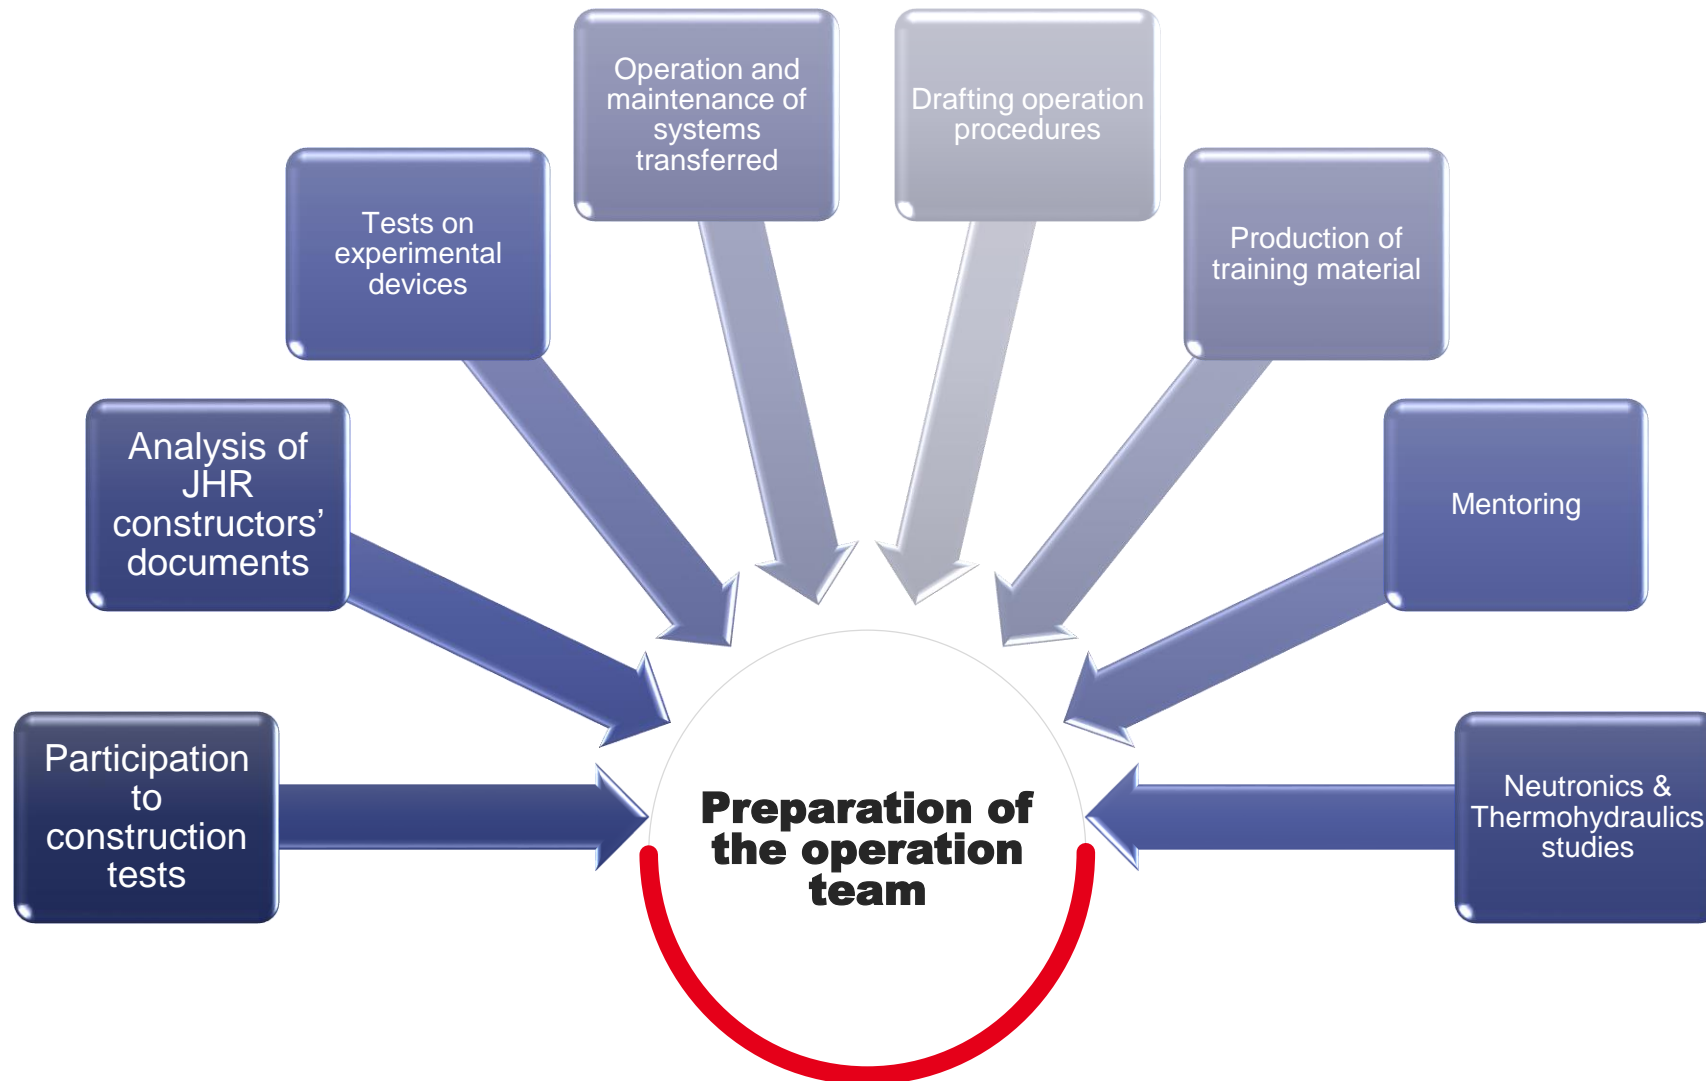 Operation and
maintenance of
systems
transferred
Drafting operation
procedures
Tests on
experimental
devices
Production of
training material
Analysis of
JHR
constructors’
documents
Mentoring
Participation
to
construction
tests
Neutronics &
Thermohydraulics
studies
Preparation of
the operation
team